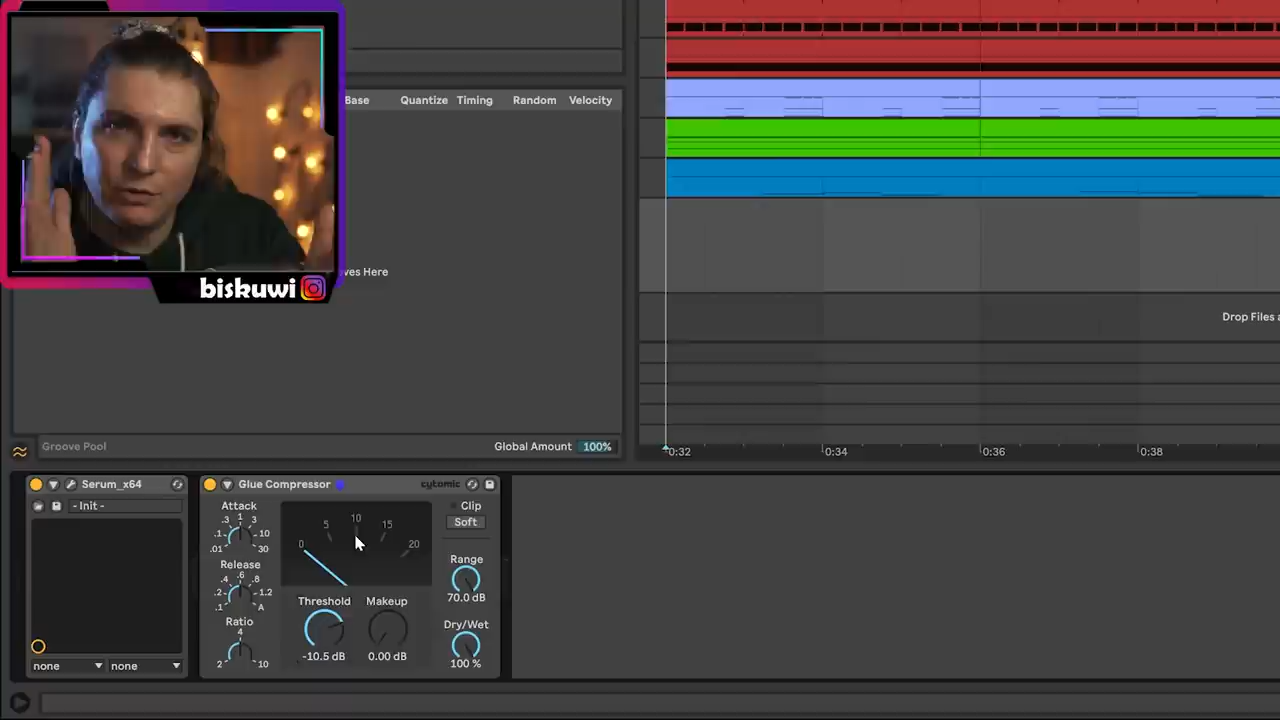 Base Quantize Timing Random Velocity
biskuwi
ves Here
Drop Files a
Groove Pool
Global Amount 100%
0:32 0:34 0:36 0:38
Serum_x64
- Init -
none none
Glue Compressor
cytomic
Attack
.01 .1 .3 1 3 10 30
Release
.1 .2 .4 .6 .8 1.2 A
Ratio
2 4 10
0 5 10 15 20
Threshold
-10.5 dB
Makeup
0.00 dB
Clip
Soft
Range
70.0 dB
Dry/Wet
100 %